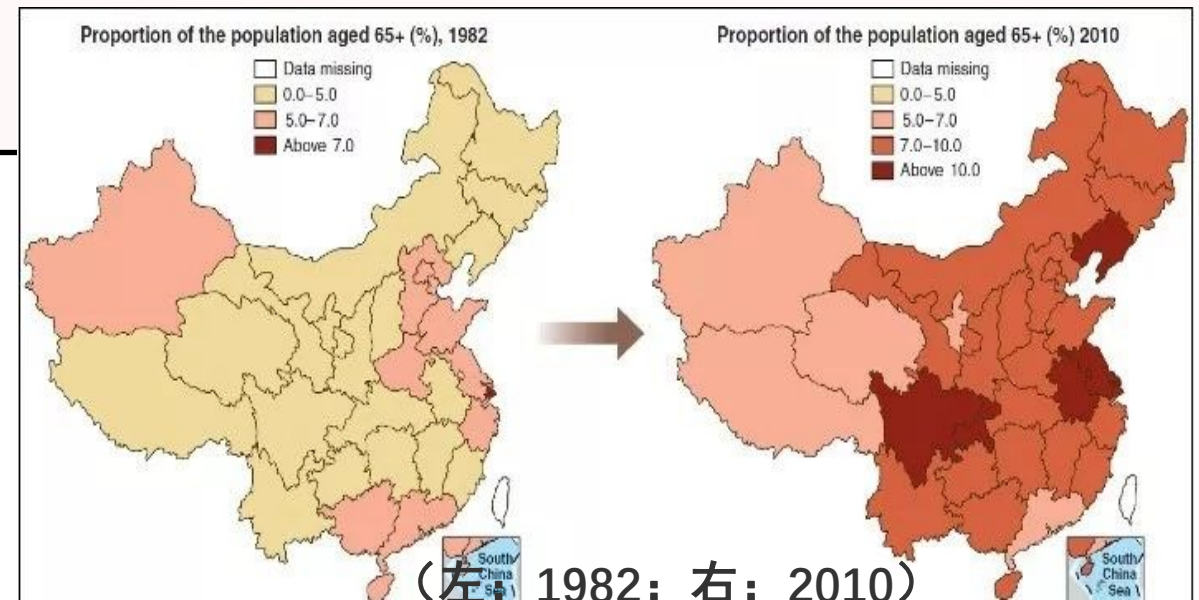 Proportion of the population aged 65+ (%), 1982
Data missing
0.0–5.0
5.0–7.0
Above 7.0
Proportion of the population aged 65+ (%) 2010
Data missing
0.0–5.0
5.0–7.0
7.0–10.0
Above 10.0
South
China
Sea
South
China
Sea
（左：1982；右：2010）